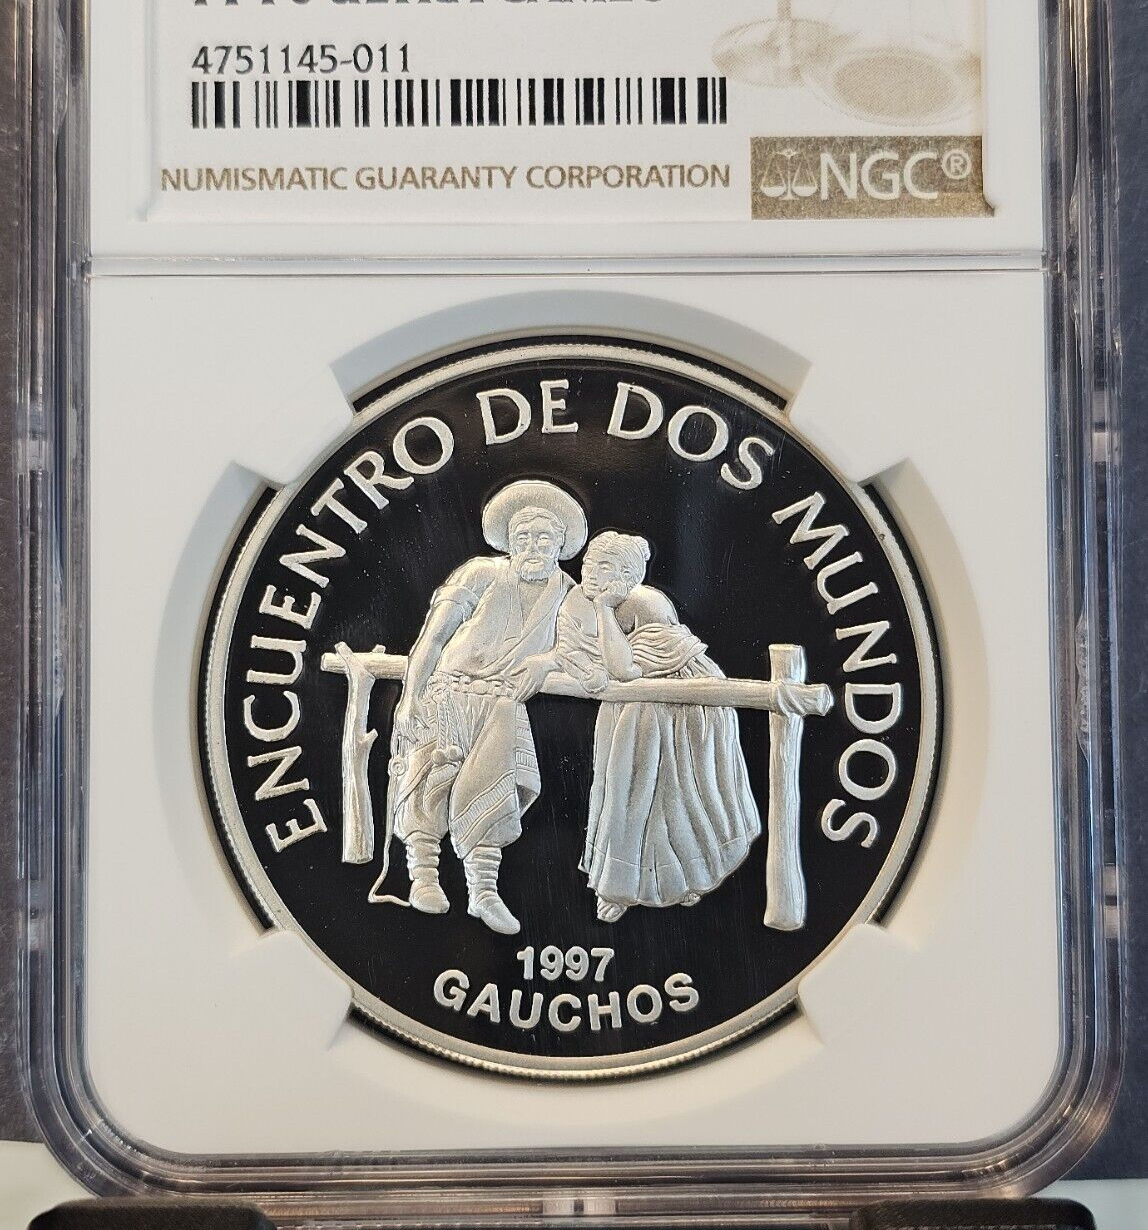 4751145-011
NUMISMATIC GUARANTY CORPORATION
NGC®
ENCUENTRO DE DOS MUNDOS
1997
GAUCHOS